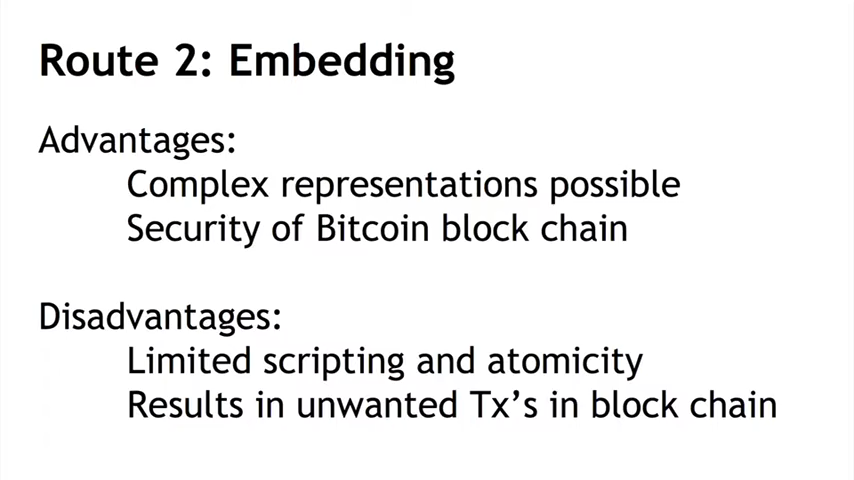 Route 2: Embedding
Advantages:
Complex representations possible
Security of Bitcoin block chain
Disadvantages:
Limited scripting and atomicity
Results in unwanted Tx’s in block chain